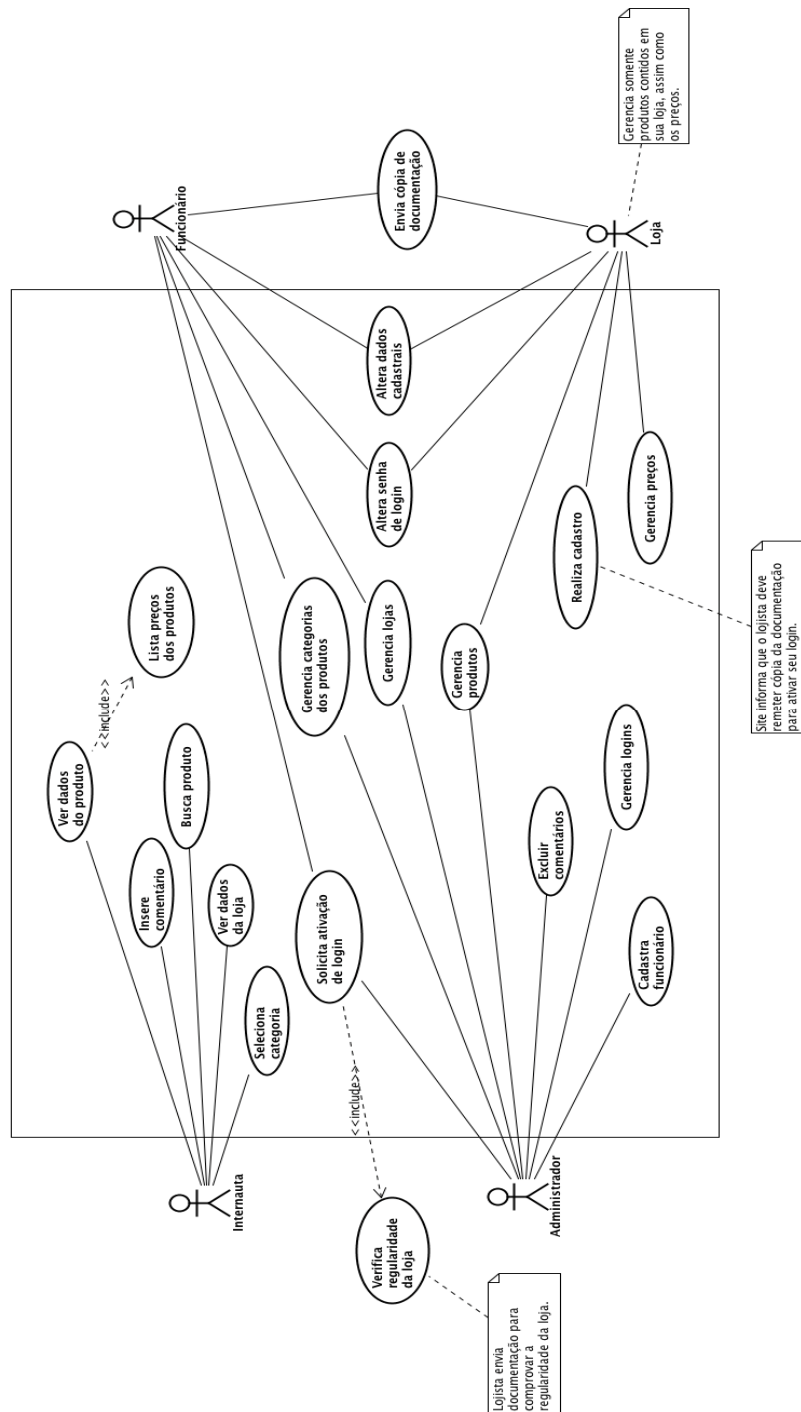 Gerencia somente
produtos contidos em
sua loja, assim como
os preços.
Funcionário
Envia cópia de
documentação
Loja
Altera dados
cadastrais
Altera senha
de login
Gerencia preços
Realiza cadastro
Lista preços
dos produtos
Gerencia categorias
dos produtos
Gerencia lojas
Gerencia
produtos
Site informa que o lojista deve
remeter cópia da documentação
para ativar seu login.
<<include>>
Ver dados
do produto
Busca produto
Insere
comentário
Ver dados
da loja
Seleciona
categoria
Solicita ativação
de login
Excluir
comentários
Gerencia logins
Cadastra
funcionário
<<include>>
Internauta
Administrador
Verifica
regularidade
da loja
Lojista envia
documentação para
comprovar a
regularidade da loja.